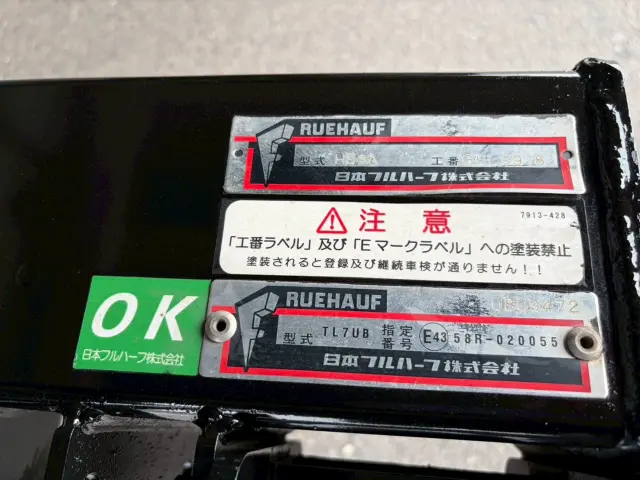 RUEHAUF
型式 工番
日本フルハーフ株式会社
⚠注意
7913-428
「工番ラベル」及び「Eマークラベル」への塗装禁止
塗装されると登録及び継続車検が通りません!!
OK
日本フルハーフ株式会社
RUEHAUF
型式 TL7UB 指定番号 E43 58R-020055
日本フルハーフ株式会社